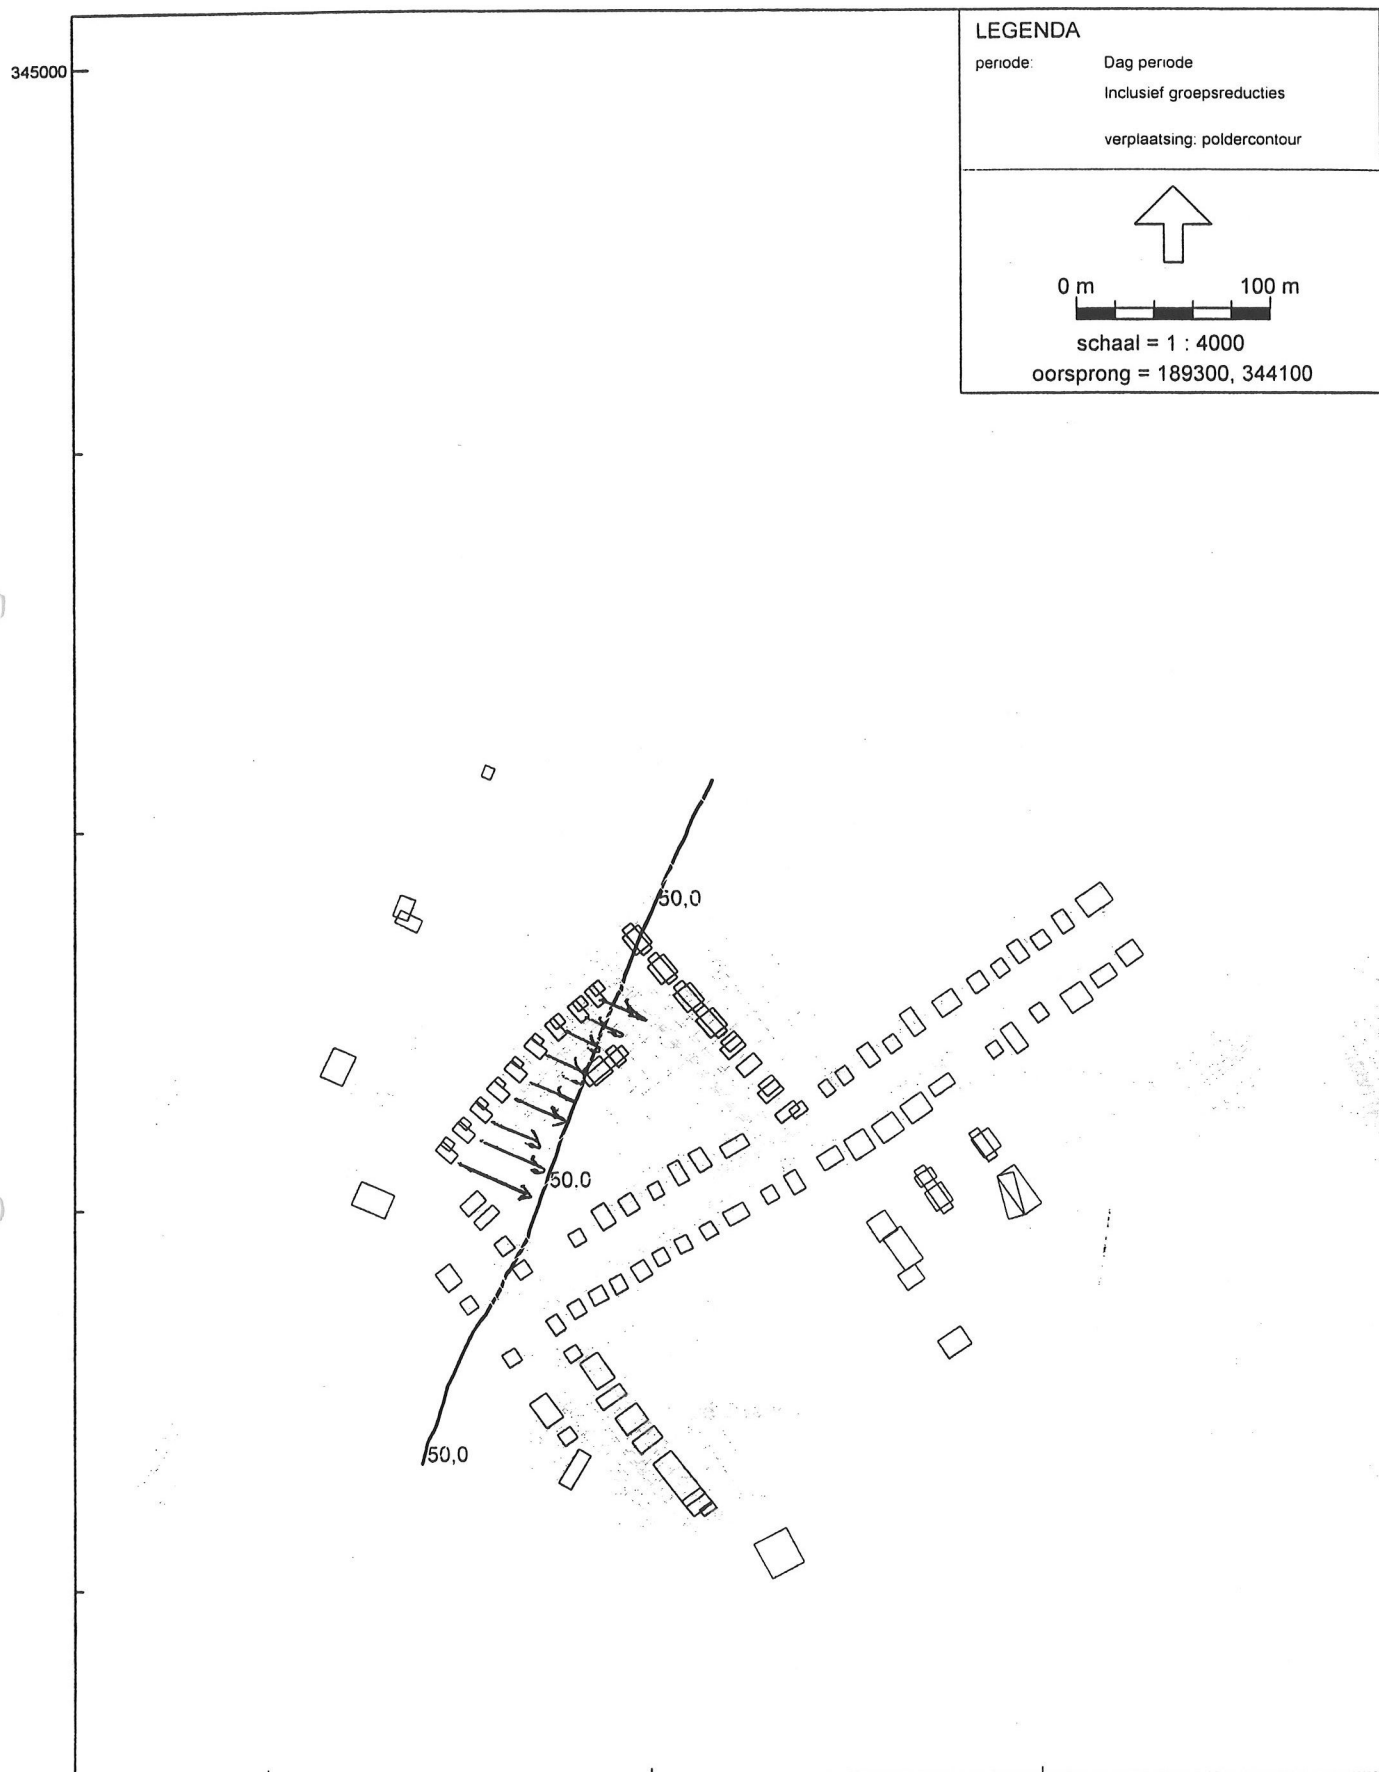 LEGENDA
periode: Dag periode
Inclusief groepsreducties
verplaatsing: poldercontour
0 m 100 m
schaal = 1 : 4000
oorsprong = 189300, 344100
345000
50,0
50.0
50,0